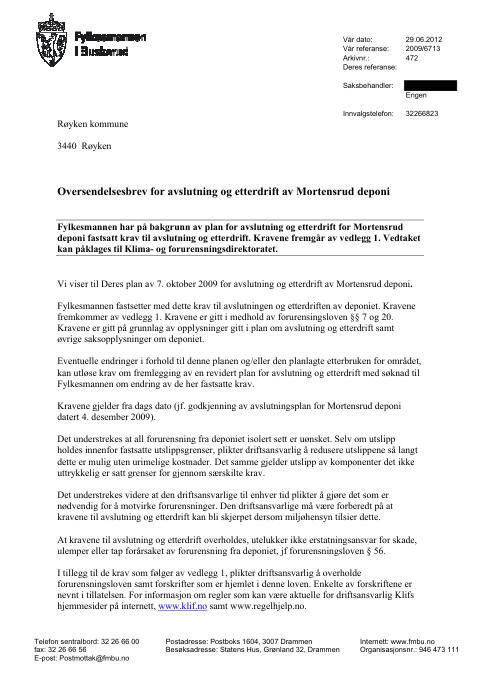 Fylkesmannen
i Buskerud
Vår dato: 29.06.2012
Vår referanse: 2009/6713
Arkivnr.: 472
Deres referanse:
Saksbehandler:
Engen
Innvalgstelefon: 32266823
Røyken kommune
3440 Røyken
Oversendelsesbrev for avslutning og etterdrift av Mortensrud deponi
Fylkesmannen har på bakgrunn av plan for avslutning og etterdrift for Mortensrud
deponi fastsatt krav til avslutning og etterdrift. Kravene fremgår av vedlegg 1. Vedtaket
kan påklages til Klima- og forurensningsdirektoratet.
Vi viser til Deres plan av 7. oktober 2009 for avslutning og etterdrift av Mortensrud deponi.
Fylkesmannen fastsetter med dette krav til avslutningen og etterdriften av deponiet. Kravene
fremkommer av vedlegg 1. Kravene er gitt i medhold av forurensingsloven §§ 7 og 20.
Kravene er gitt på grunnlag av opplysninger gitt i plan om avslutning og etterdrift samt
øvrige saksopplysninger om deponiet.
Eventuelle endringer i forhold til denne planen og/eller den planlagte etterbruken for området,
kan utløse krav om fremlegging av en revidert plan for avslutning og etterdrift med søknad til
Fylkesmannen om endring av de her fastsatte krav.
Kravene gjelder fra dags dato (jf. godkjenning av avslutningsplan for Mortensrud deponi
datert 4. desember 2009).
Det understrekes at all forurensning fra deponiet isolert sett er uønsket. Selv om utslipp
holdes innenfor fastsatte utslippsgrenser, plikter driftsansvarlig å redusere utslippene så langt
dette er mulig uten urimelige kostnader. Det samme gjelder utslipp av komponenter det ikke
uttrykkelig er satt grenser for gjennom særskilte krav.
Det understrekes videre at den driftsansvarlige til enhver tid plikter å gjøre det som er
nødvendig for å motvirke forurensninger. Den driftsansvarlige må være forberedt på at
kravene til avslutning og etterdrift kan bli skjerpet dersom miljøhensyn tilsier dette.
At kravene til avslutning og etterdrift overholdes, utelukker ikke erstatningsansvar for skade,
ulemper eller tap forårsaket av forurensning fra deponiet, jf forurensningsloven § 56.
I tillegg til de krav som følger av vedlegg 1, plikter driftsansvarlig å overholde
forurensningsloven samt forskrifter som er hjemlet i denne loven. Enkelte av forskriftene er
nevnt i tillatelsen. For informasjon om regler som kan være aktuelle for driftsansvarlig Klifs
hjemmesider på internett, www.klif.no samt www.regelhjelp.no.
Telefon sentralbord: 32 26 66 00 Postadresse: Postboks 1604, 3007 Drammen Internett: www.fmbu.no
fax: 32 26 66 56 Besøksadresse: Statens Hus, Grønland 32, Drammen Organisasjonsnr.: 946 473 111
E-post: Postmottak@fmbu.no